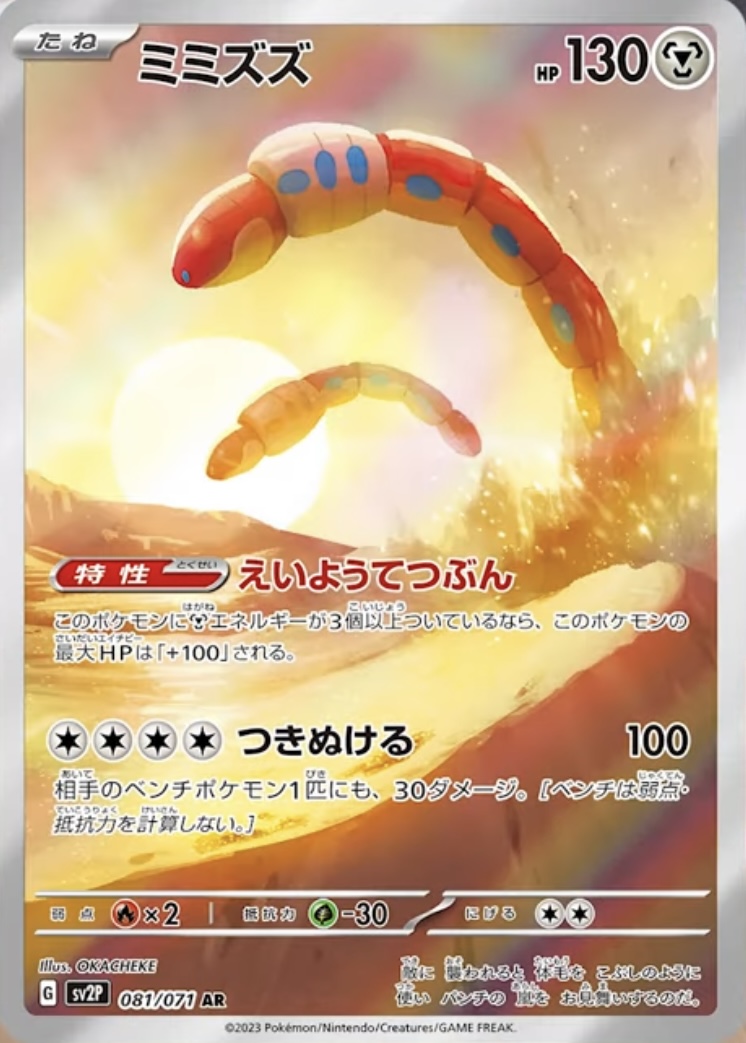 たね ミミズズ HP 130
特性 とくせい えいようてつぶん
このポケモンにエネルギーが3個以上ついているなら、このポケモンの
最大HPは「+100」される。
つきぬける 100
相手のベンチポケモン1匹にも、30ダメージ。[ベンチは弱点・
抵抗力を計算しない。]
弱点 ×2 抵抗力 -30 にげる
Illus. OKACHEKE
敵に 襲われると 体毛を こぶしのように
使い パンチの 嵐を お見舞いするのだ。
G sv2P 081/071 AR
©2023 Pokémon/Nintendo/Creatures/GAME FREAK.